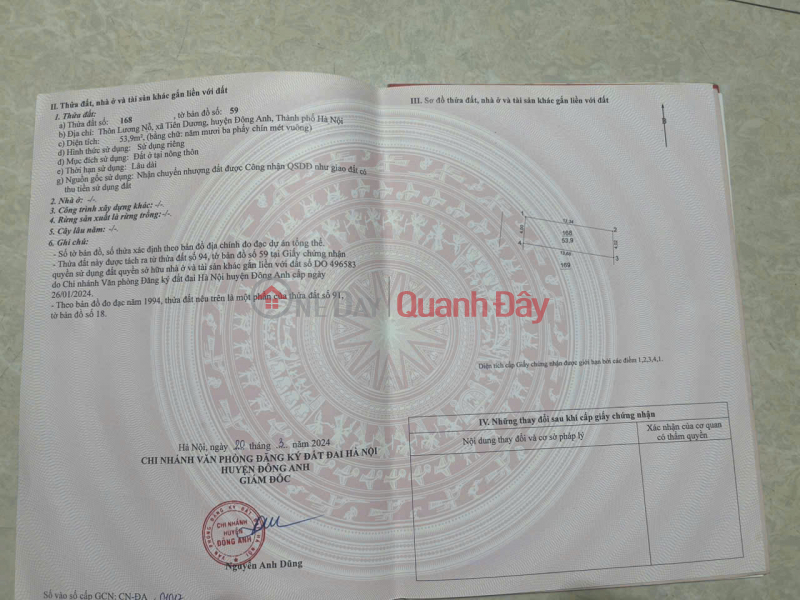 II. Thửa đất, nhà ở và tài sản khác gắn liền với đất
1. Thửa đất:
a) Thửa đất số: 168 , tờ bản đồ số: 59
b) Địa chỉ: Thôn Lương Nỗ, xã Tiên Dương, huyện Đông Anh, Thành phố Hà Nội
c) Diện tích: 53,9m², (bằng chữ: năm mươi ba phẩy chín mét vuông)
d) Hình thức sử dụng: Sử dụng riêng
đ) Mục đích sử dụng: Đất ở tại nông thôn
e) Thời hạn sử dụng: Lâu dài
g) Nguồn gốc sử dụng: Nhận chuyển nhượng đất được Công nhận QSDĐ như giao đất có
thu tiền sử dụng đất
2. Nhà ở: -/-
3. Công trình xây dựng khác: -/-
4. Rừng sản xuất là rừng trồng: -/-
5. Cây lâu năm: -/-
6. Ghi chú:
- Số tờ bản đồ, số thửa xác định theo bản đồ địa chính đo đạc dự án tổng thể.
- Thửa đất này được tách ra từ thửa đất số 94, tờ bản đồ số 59 tại Giấy chứng nhận
quyền sử dụng đất quyền sở hữu nhà ở và tài sản khác gắn liền với đất số DO 496583
do Chi nhánh Văn phòng Đăng ký đất đai Hà Nội huyện Đông Anh cấp ngày
26/01/2024.
- Theo bản đồ đo đạc năm 1994, thửa đất nêu trên là một phần của thửa đất số 91,
tờ bản đồ số 18.
ONEDAY Quanh Đây
Hà Nội, ngày 20 tháng 3 năm 2024
CHI NHÁNH VĂN PHÒNG ĐĂNG KÝ ĐẤT ĐAI HÀ NỘI
HUYỆN ĐÔNG ANH
GIÁM ĐỐC
CHI NHÁNH
HUYỆN
ĐÔNG ANH
Nguyễn Anh Dũng
Số vào sổ cấp GCN: CN-ĐA
III. Sơ đồ thửa đất, nhà ở và tài sản khác gắn liền với đất
1
2
168
53.9
4
3
169
Diện tích cấp Giấy chứng nhận được giới hạn bởi các điểm 1,2,3,4,1.
IV. Những thay đổi sau khi cấp giấy chứng nhận
Nội dung thay đổi và cơ sở pháp lý
Xác nhận của cơ quan
có thẩm quyền